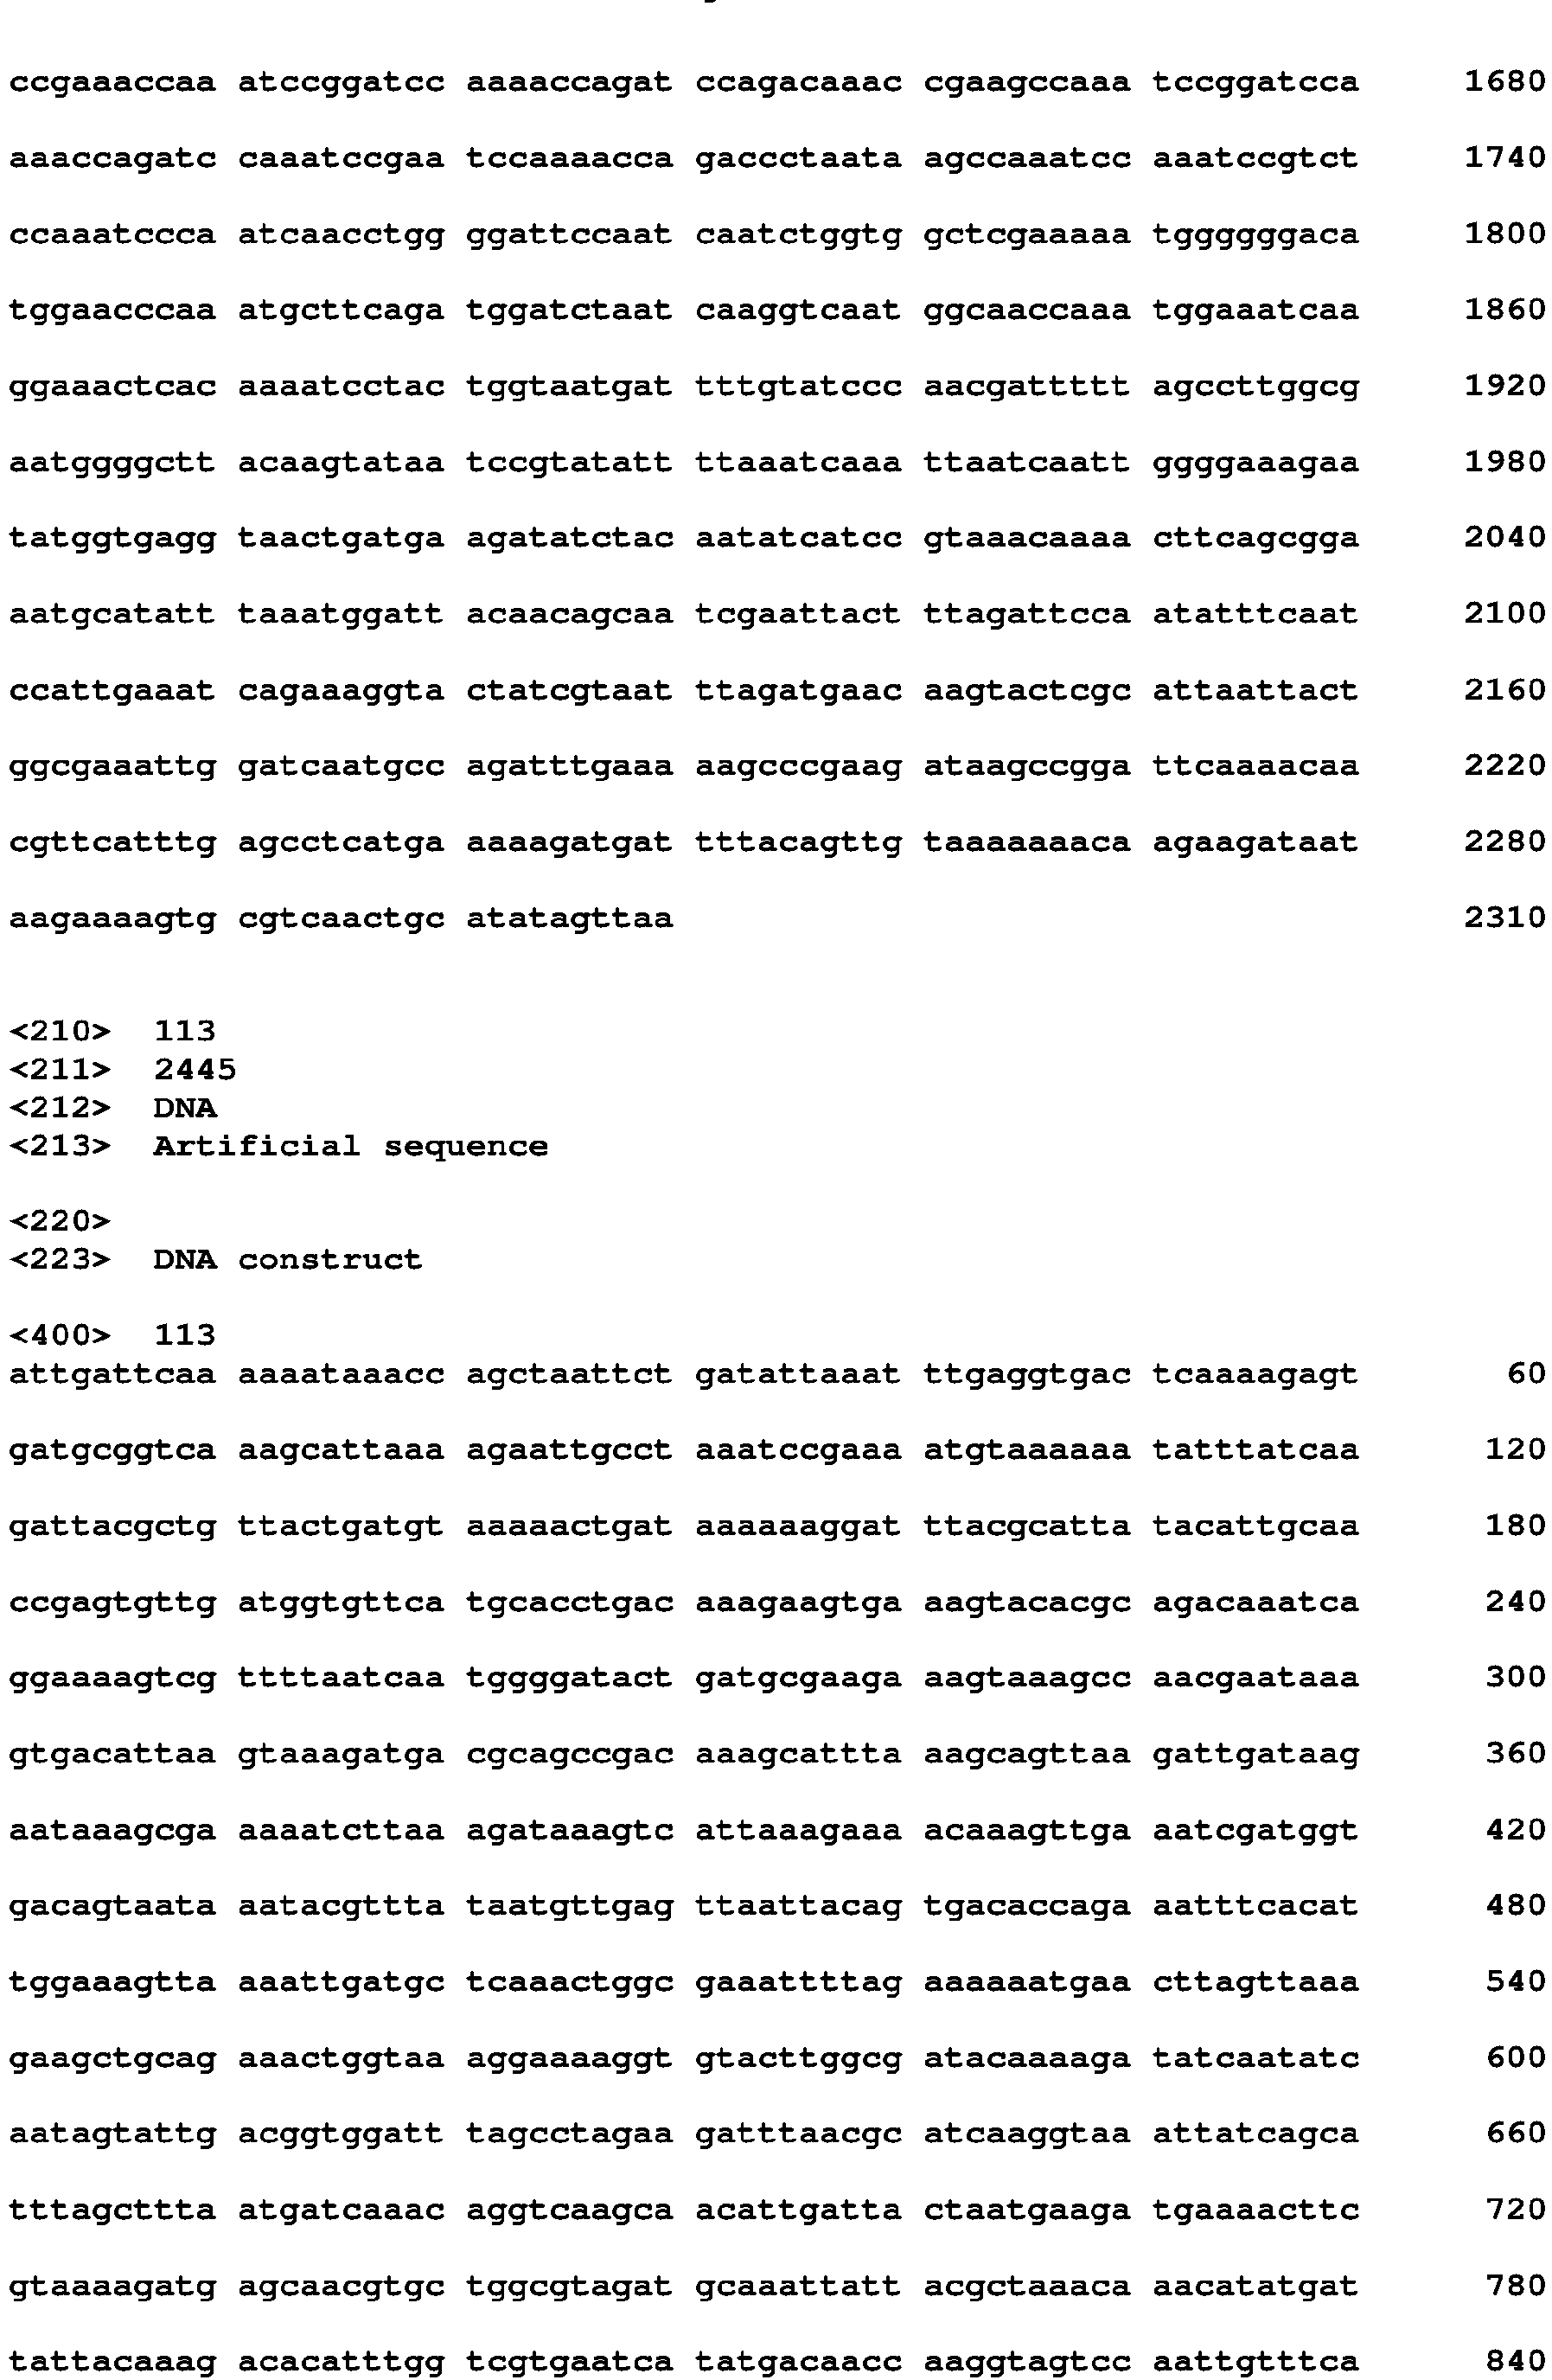 ccgaaaccaa atccggatcc aaaaccagat ccagacaaac cgaagccaaa tccggatcca 1680
aaaccagatc caaatccgaa tccaaaacca gaccctaata agccaaatcc aaatccgtct 1740
ccaaatccca atcaacctgg ggattccaat caatctggtg gctcgaaaaa tggggggaca 1800
tggaacccaa atgcttcaga tggatctaat caaggtcaat ggcaaccaaa tggaaatcaa 1860
ggaaactcac aaaatcctac tggtaatgat tttgtatccc aacgattttt agccttggcg 1920
aatggggctt acaagtataa tccgtatatt ttaaatcaaa ttaatcaatt ggggaaagaa 1980
tatggtgagg taactgatga agatatctac aatatcatcc gtaaacaaaa cttcagcgga 2040
aatgcatatt taaatggatt acaacagcaa tcgaattact ttagattcca atatttcaat 2100
ccattgaaat cagaaaggta ctatcgtaat ttagatgaac aagtactcgc attaattact 2160
ggcgaaattg gatcaatgcc agatttgaaa aagcccgaag ataagccgga ttcaaaacaa 2220
cgttcatttg agcctcatga aaaagatgat tttacagttg taaaaaaaca agaagataat 2280
aagaaaagtg cgtcaactgc atatagttaa 2310
<210> 113
<211> 2445
<212> DNA
<213> Artificial sequence
<220>
<223> DNA construct
<400> 113
attgattcaa aaaataaacc agctaattct gatattaaat ttgaggtgac tcaaaagagt 60
gatgcggtca aagcattaaa agaattgcct aaatccgaaa atgtaaaaaa tatttatcaa 120
gattacgctg ttactgatgt aaaaactgat aaaaaaggat ttacgcatta tacattgcaa 180
ccgagtgttg atggtgttca tgcacctgac aaagaagtga aagtacacgc agacaaatca 240
ggaaaagtcg ttttaatcaa tggggatact gatgcgaaga aagtaaagcc aacgaataaa 300
gtgacattaa gtaaagatga cgcagccgac aaagcattta aagcagttaa gattgataag 360
aataaagcga aaaatcttaa agataaagtc attaaagaaa acaaagttga aatcgatggt 420
gacagtaata aatacgttta taatgttgag ttaattacag tgacaccaga aatttcacat 480
tggaaagtta aaattgatgc tcaaactggc gaaattttag aaaaaatgaa cttagttaaa 540
gaagctgcag aaactggtaa aggaaaaggt gtacttggcg atacaaaaga tatcaatatc 600
aatagtattg acggtggatt tagcctagaa gatttaacgc atcaaggtaa attatcagca 660
tttagcttta atgatcaaac aggtcaagca acattgatta ctaatgaaga tgaaaacttc 720
gtaaaagatg agcaacgtgc tggcgtagat gcaaattatt acgctaaaca aacatatgat 780
tattacaaag acacatttgg tcgtgaatca tatgacaacc aaggtagtcc aattgtttca 840